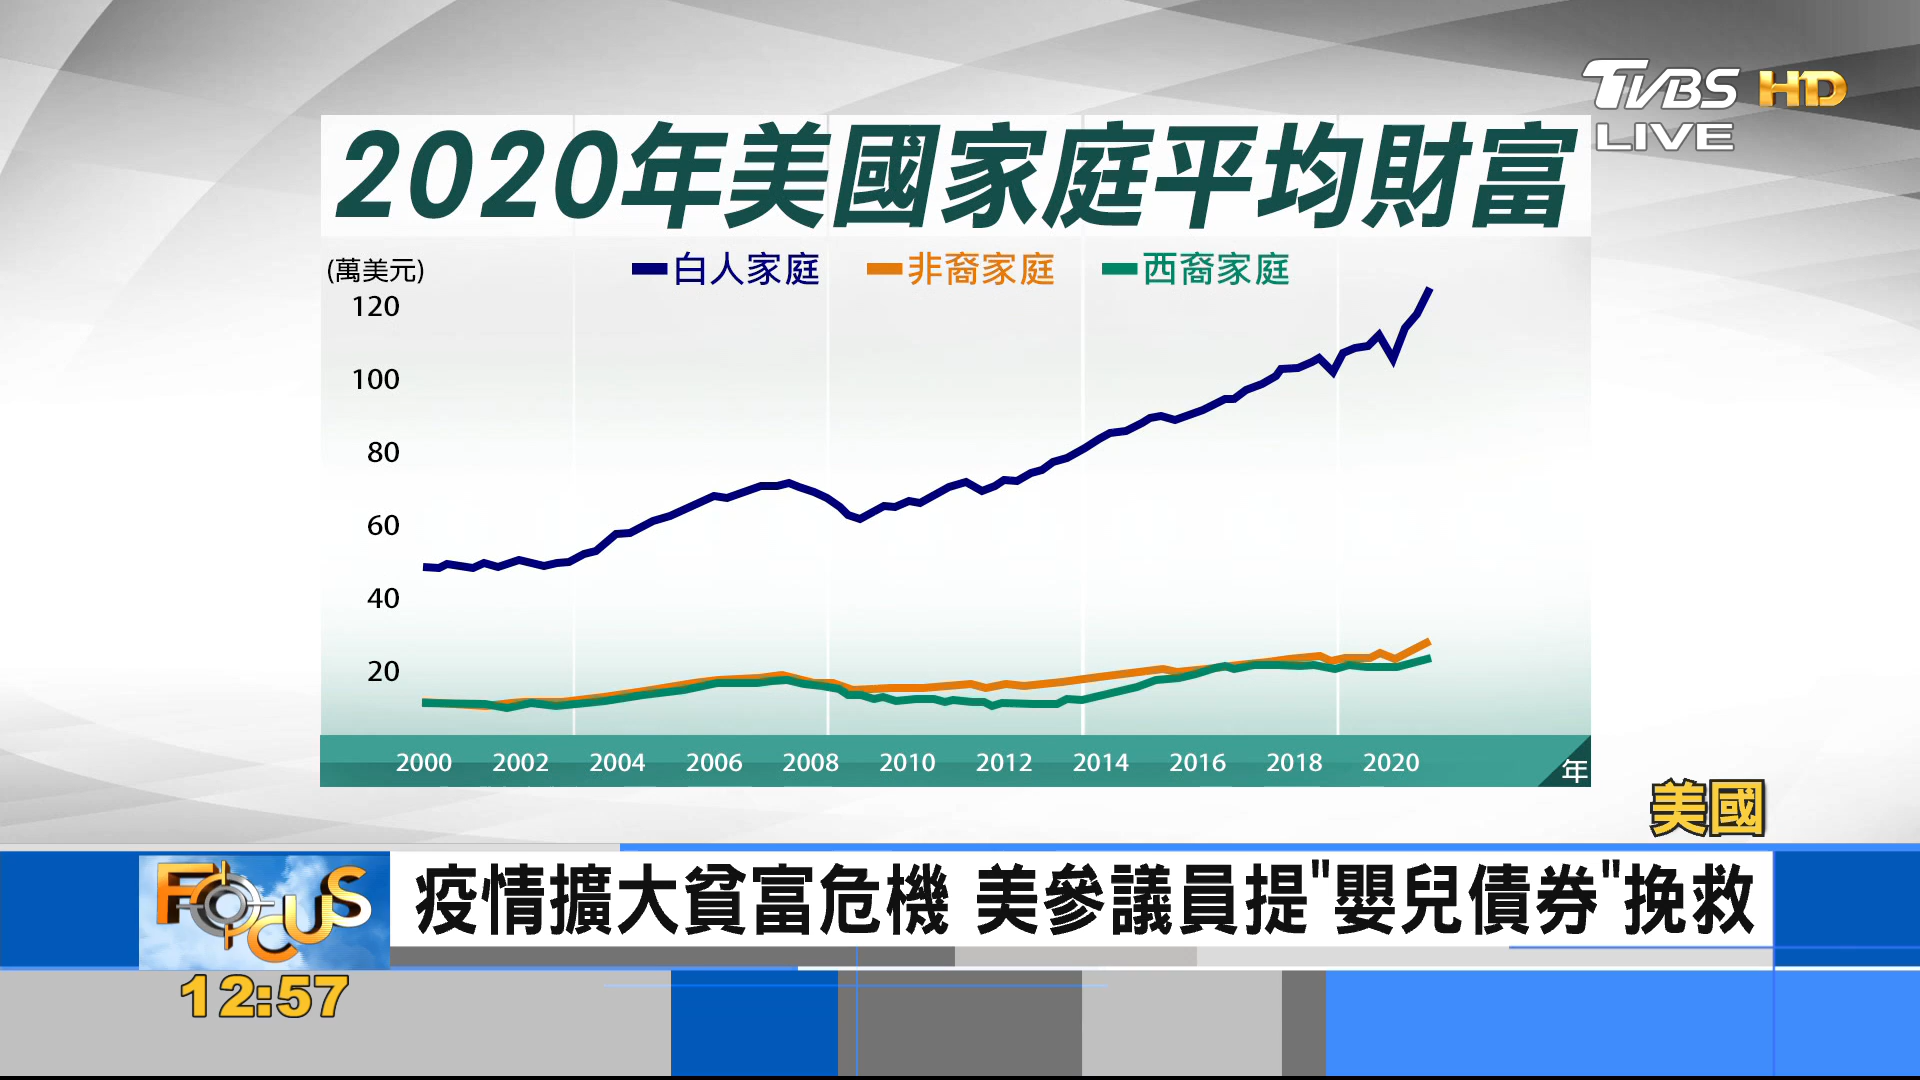 TVBS HD
LIVE
2020年美國家庭平均財富
(萬美元)
白人家庭 非裔家庭 西裔家庭
120
100
80
60
40
20
2000 2002 2004 2006 2008 2010 2012 2014 2016 2018 2020 年
美國
FOCUS
疫情擴大貧富危機 美參議員提"嬰兒債券"挽救
12:57